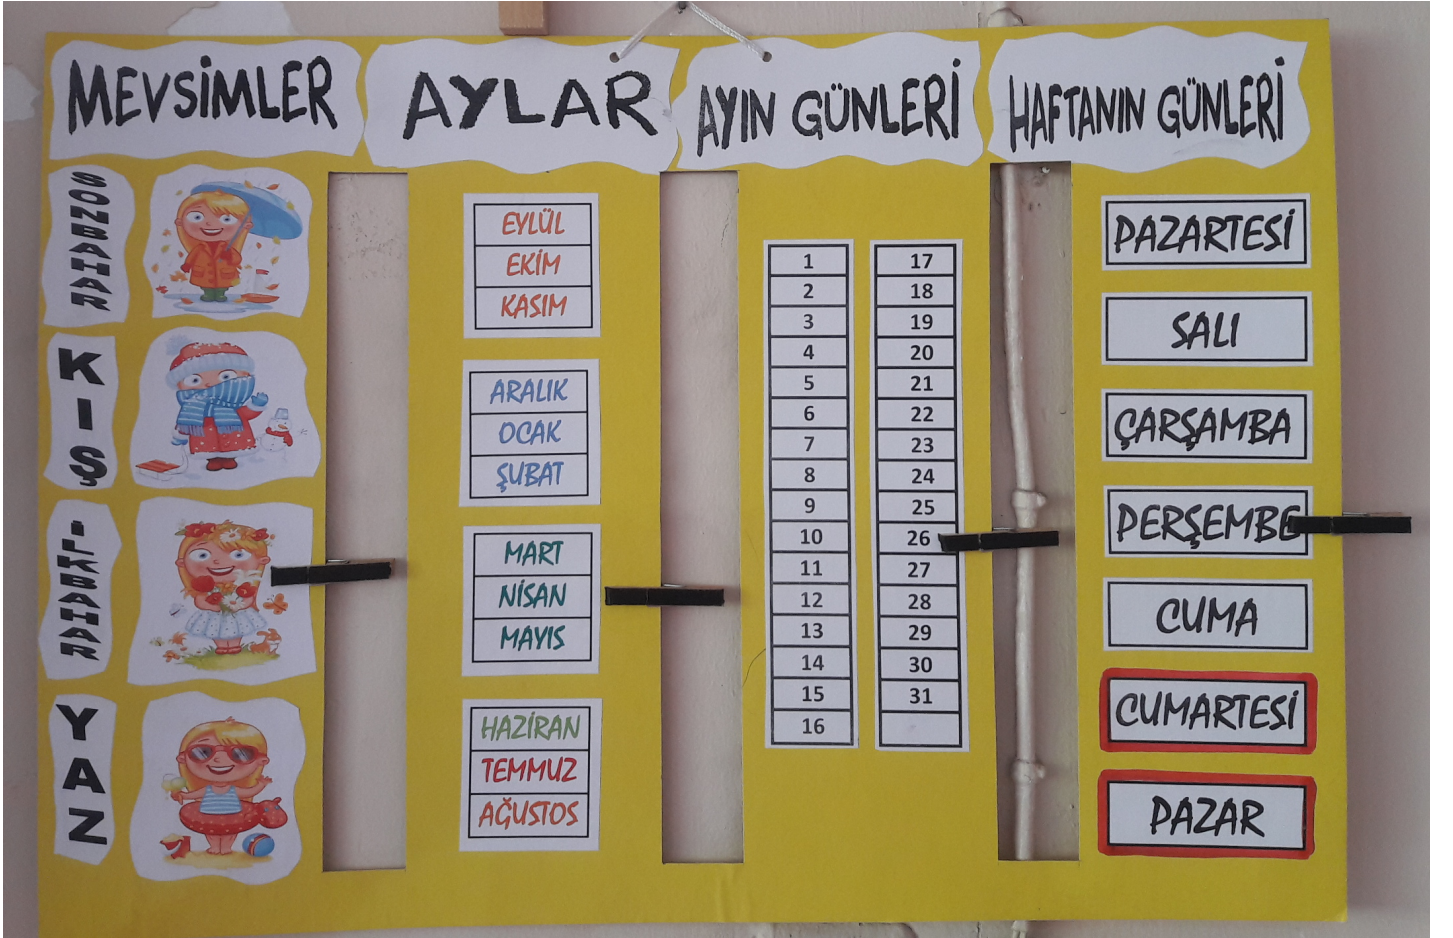 MEVSİMLER
SONBAHAR
KIŞ
İLKBAHAR
YAZ
AYLAR
EYLÜL
EKİM
KASIM
ARALIK
OCAK
ŞUBAT
MART
NİSAN
MAYIS
HAZİRAN
TEMMUZ
AĞUSTOS
AYIN GÜNLERİ
1
2
3
4
5
6
7
8
9
10
11
12
13
14
15
16
17
18
19
20
21
22
23
24
25
26
27
28
29
30
31
HAFTANIN GÜNLERİ
PAZARTESİ
SALI
ÇARŞAMBA
PERŞEMBE
CUMA
CUMARTESİ
PAZAR